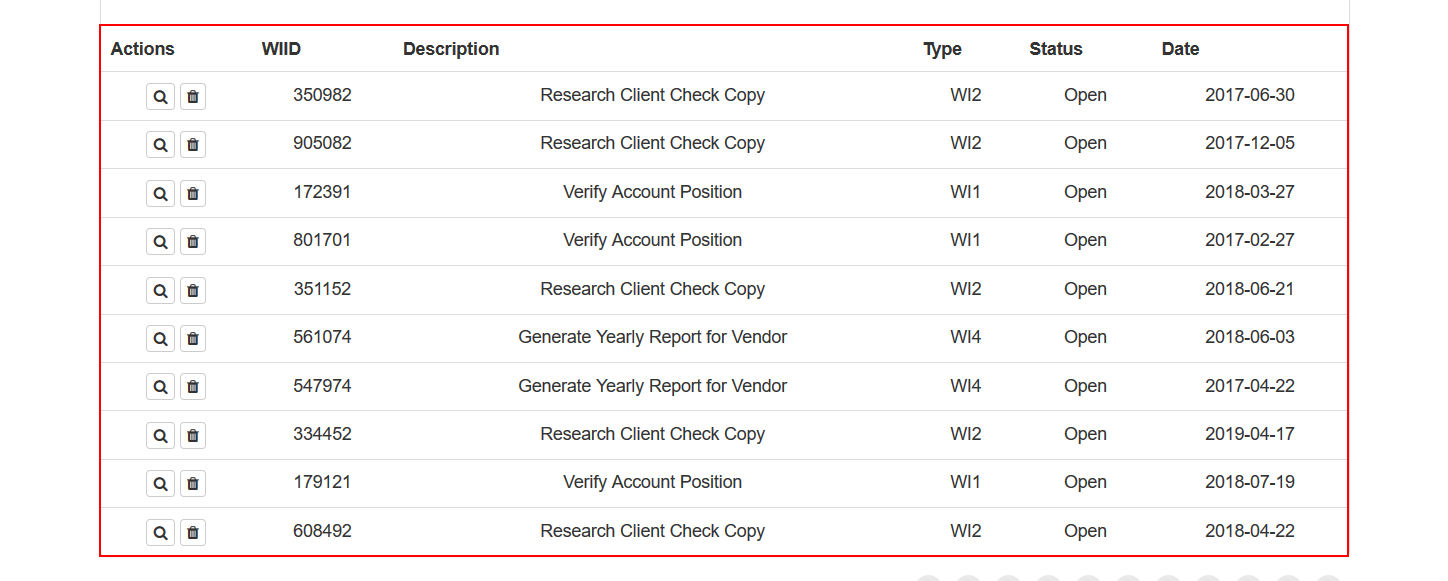 Actions WIID Description Type Status Date
350982 Research Client Check Copy WI2 Open 2017-06-30
905082 Research Client Check Copy WI2 Open 2017-12-05
172391 Verify Account Position WI1 Open 2018-03-27
801701 Verify Account Position WI1 Open 2017-02-27
351152 Research Client Check Copy WI2 Open 2018-06-21
561074 Generate Yearly Report for Vendor WI4 Open 2018-06-03
547974 Generate Yearly Report for Vendor WI4 Open 2017-04-22
334452 Research Client Check Copy WI2 Open 2019-04-17
179121 Verify Account Position WI1 Open 2018-07-19
608492 Research Client Check Copy WI2 Open 2018-04-22